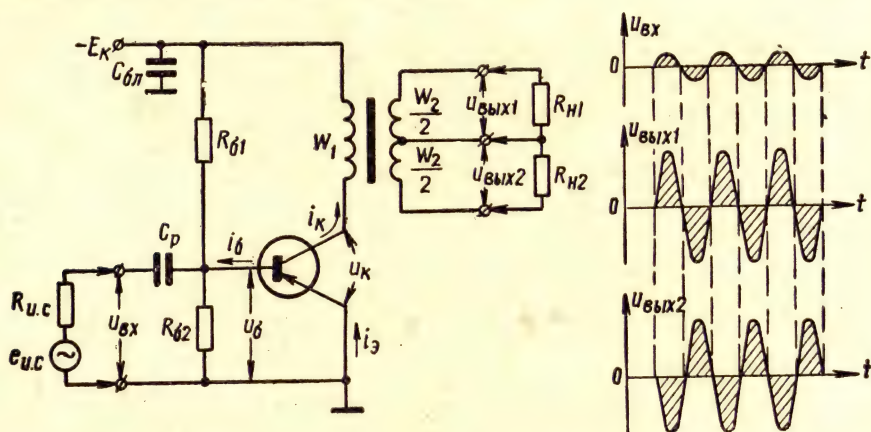 -Eк
Cбл
Rб1
W1
W2
2
W2
2
uвых1
uвых2
Rн1
Rн2
Cр
iб
iк
uк
Rи.с
eи.с
uвх
Rб2
uб
iэ
uвх
0
t
uвых1
0
t
uвых2
0
t